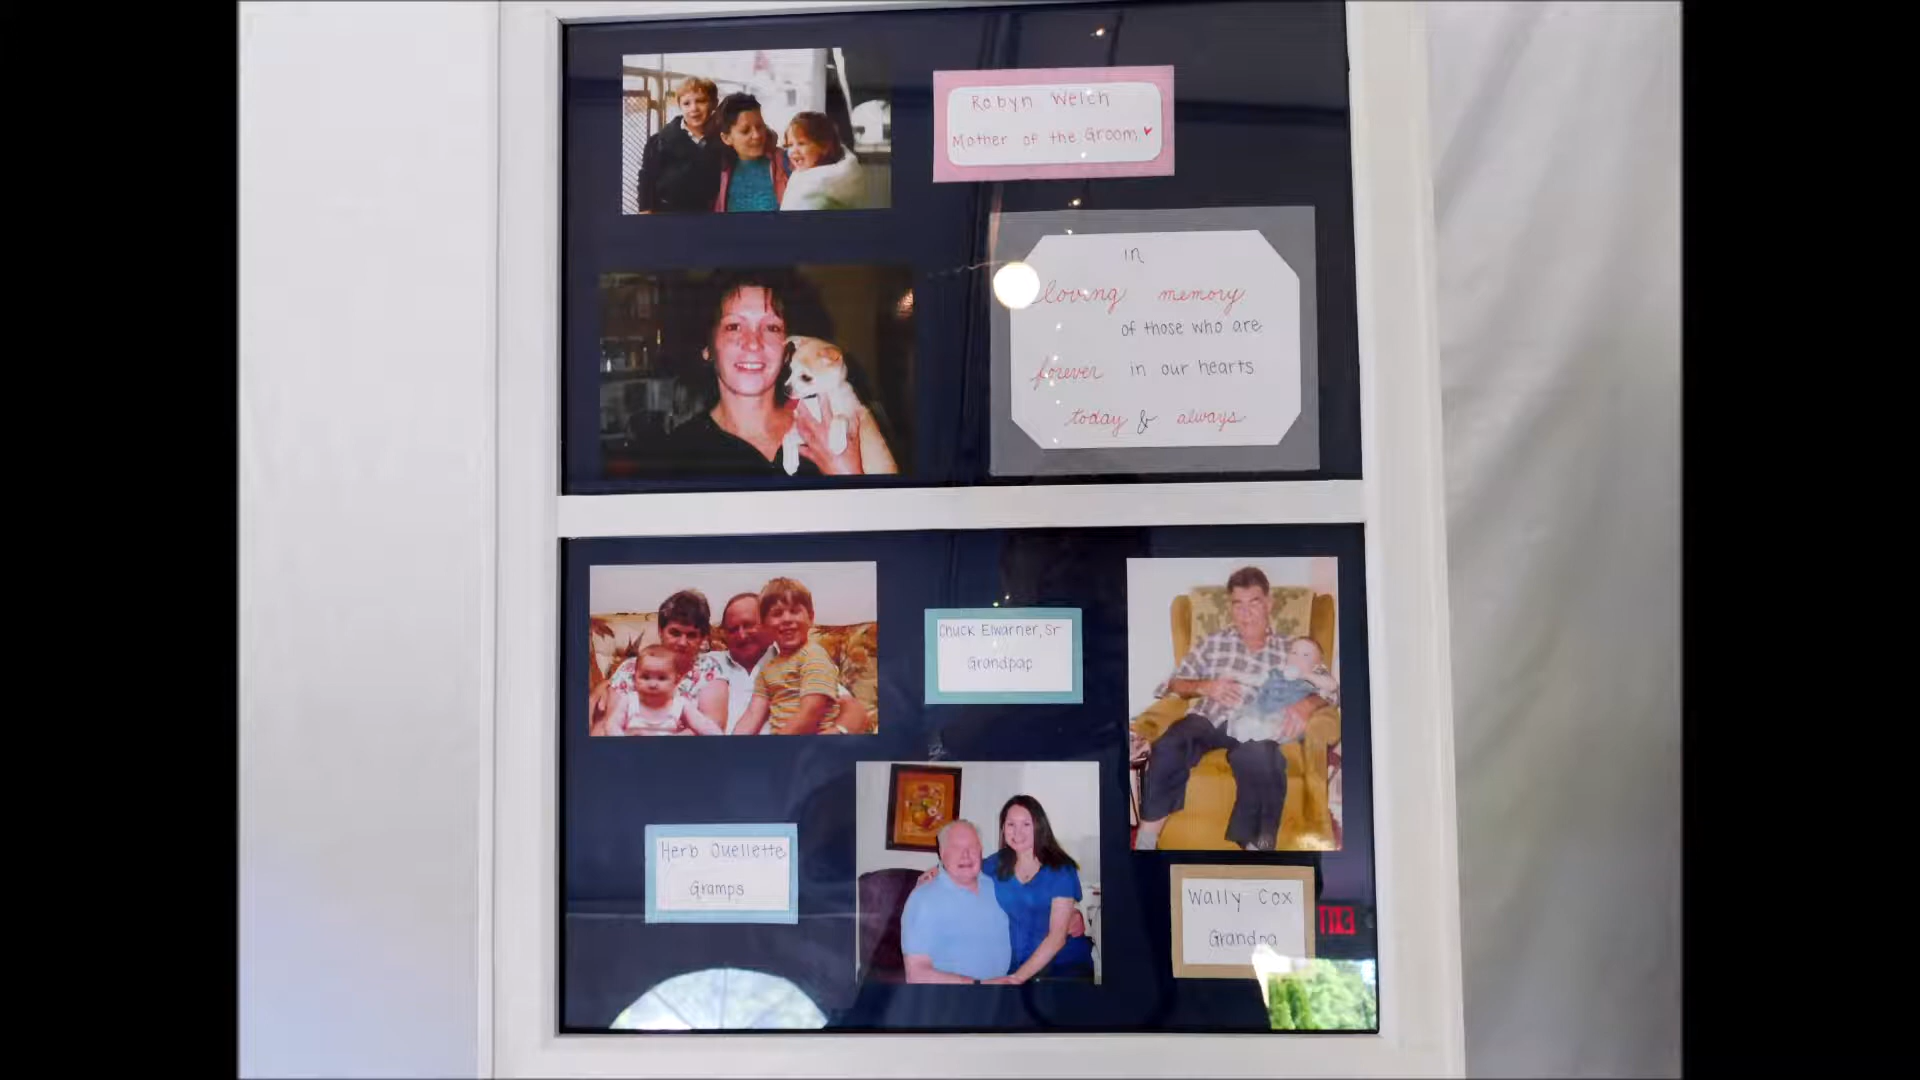 Robyn Welch
Mother of the Groom
in
loving memory
of those who are
forever in our hearts
today & always
Chuck Elwarner, Sr
Grandpap
Herb Ouellette
Gramps
Wally Cox
Grandpa